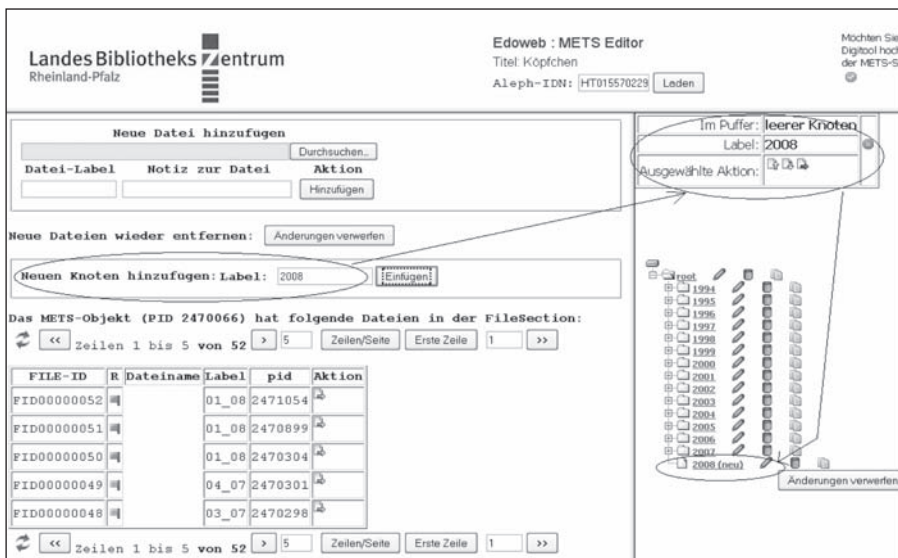 Landes Bibliotheks Zentrum
Rheinland-Pfalz
Edoweb : METS Editor
Titel: Köpfchen
Aleph-IDN: HT015570229 Laden
Möchten Sie
Digitool hoch
der METS-S
Neue Datei hinzufugen
Durchsuchen...
Datei-Label Notiz zur Datei Aktion
Hinzufügen
Neue Dateien wieder entfernen: Änderungen verwerfen
Neuen Knoten hinzufugen: Label: 2008 Einfügen
Das METS-Objekt (PID 2470066) hat folgende Dateien in der FileSection:
<< Zeilen 1 bis 5 von 52 > 5 Zeilen/Seite Erste Zeile 1 >>
FILE-ID R Dateiname Label pid Aktion
FID00000052 01_08 2471054
FID00000051 01_08 2470899
FID00000050 01_08 2470304
FID00000049 04_07 2470301
FID00000048 03_07 2470298
<< Zeilen 1 bis 5 von 52 > 5 Zeilen/Seite Erste Zeile 1 >>
Im Puffer: leerer Knoten
Label: 2008
Ausgewählte Aktion:
root
1994
1995
1996
1997
1998
1999
2000
2001
2002
2003
2004
2005
2006
2007
2008 (neu)
Änderungen verwerfen